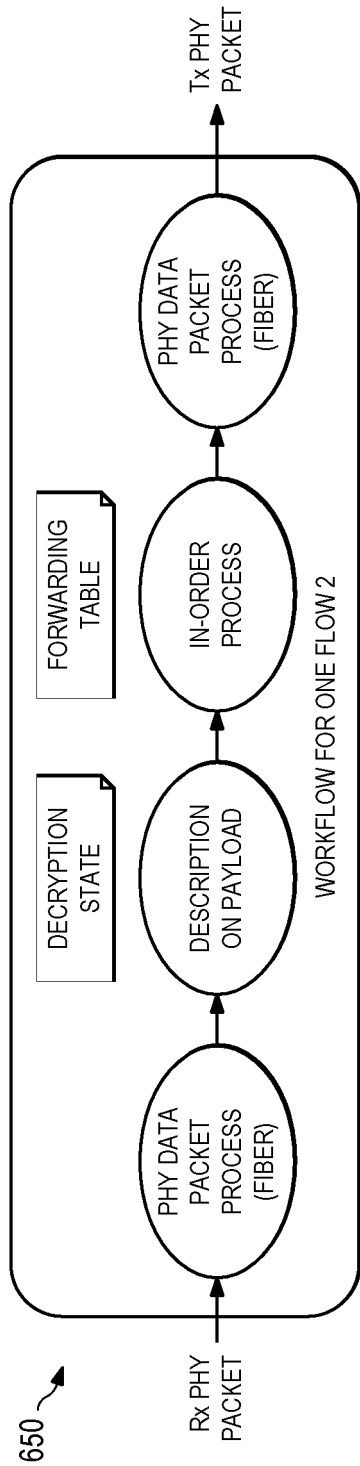 650
Rx PHY
PACKET
PHY DATA
PACKET
PROCESS
(FIBER)
DECRYPTION
STATE
DESCRIPTION
ON PAYLOAD
FORWARDING
TABLE
IN-ORDER
PROCESS
PHY DATA
PACKET
PROCESS
(FIBER)
Tx PHY
PACKET
WORKFLOW FOR ONE FLOW 2